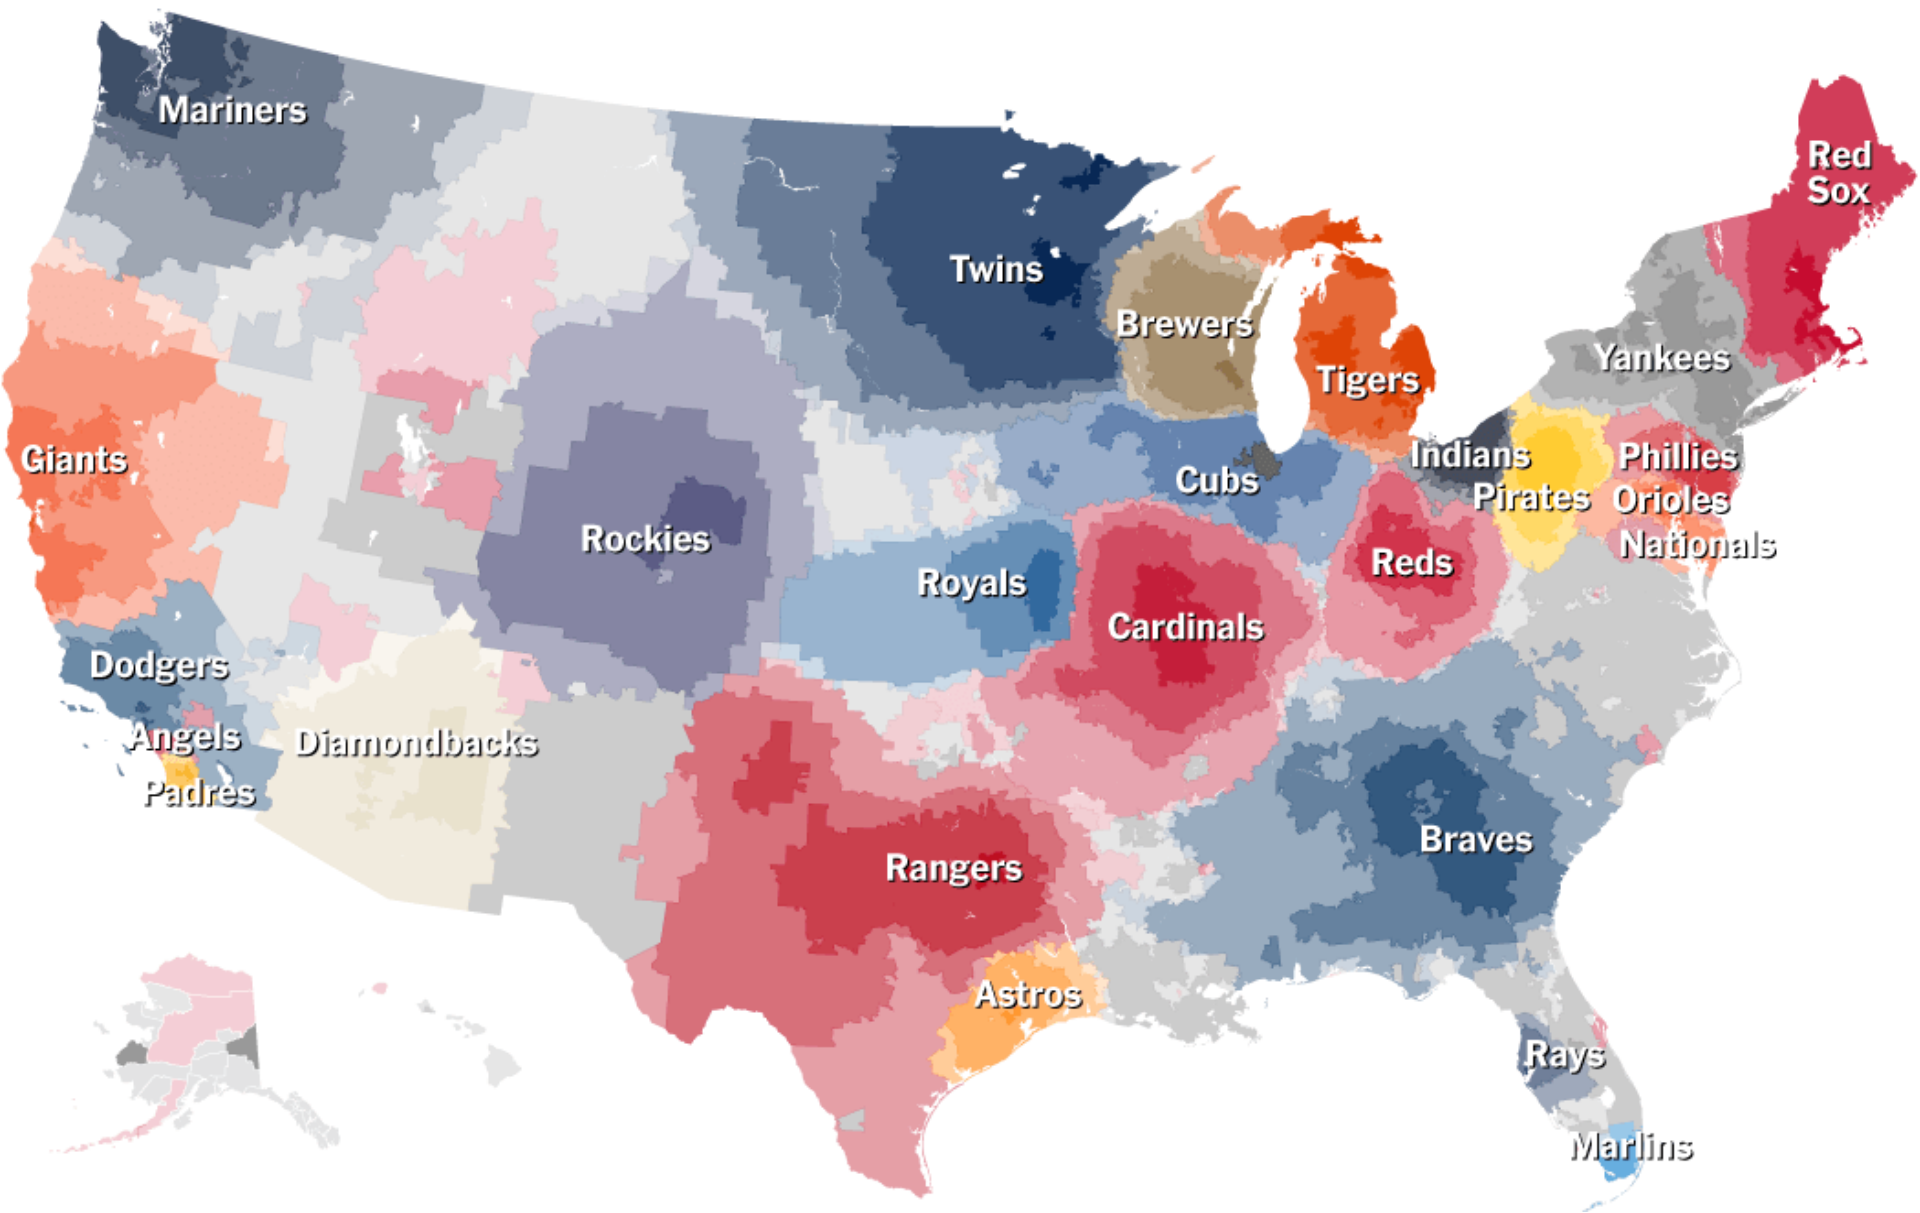 Mariners
Red
Sox
Twins
Brewers
Yankees
Tigers
Giants
Indians
Phillies
Cubs
Pirates
Orioles
Rockies
Nationals
Reds
Royals
Cardinals
Dodgers
Angels
Diamondbacks
Padres
Braves
Rangers
Astros
Rays
Marlins